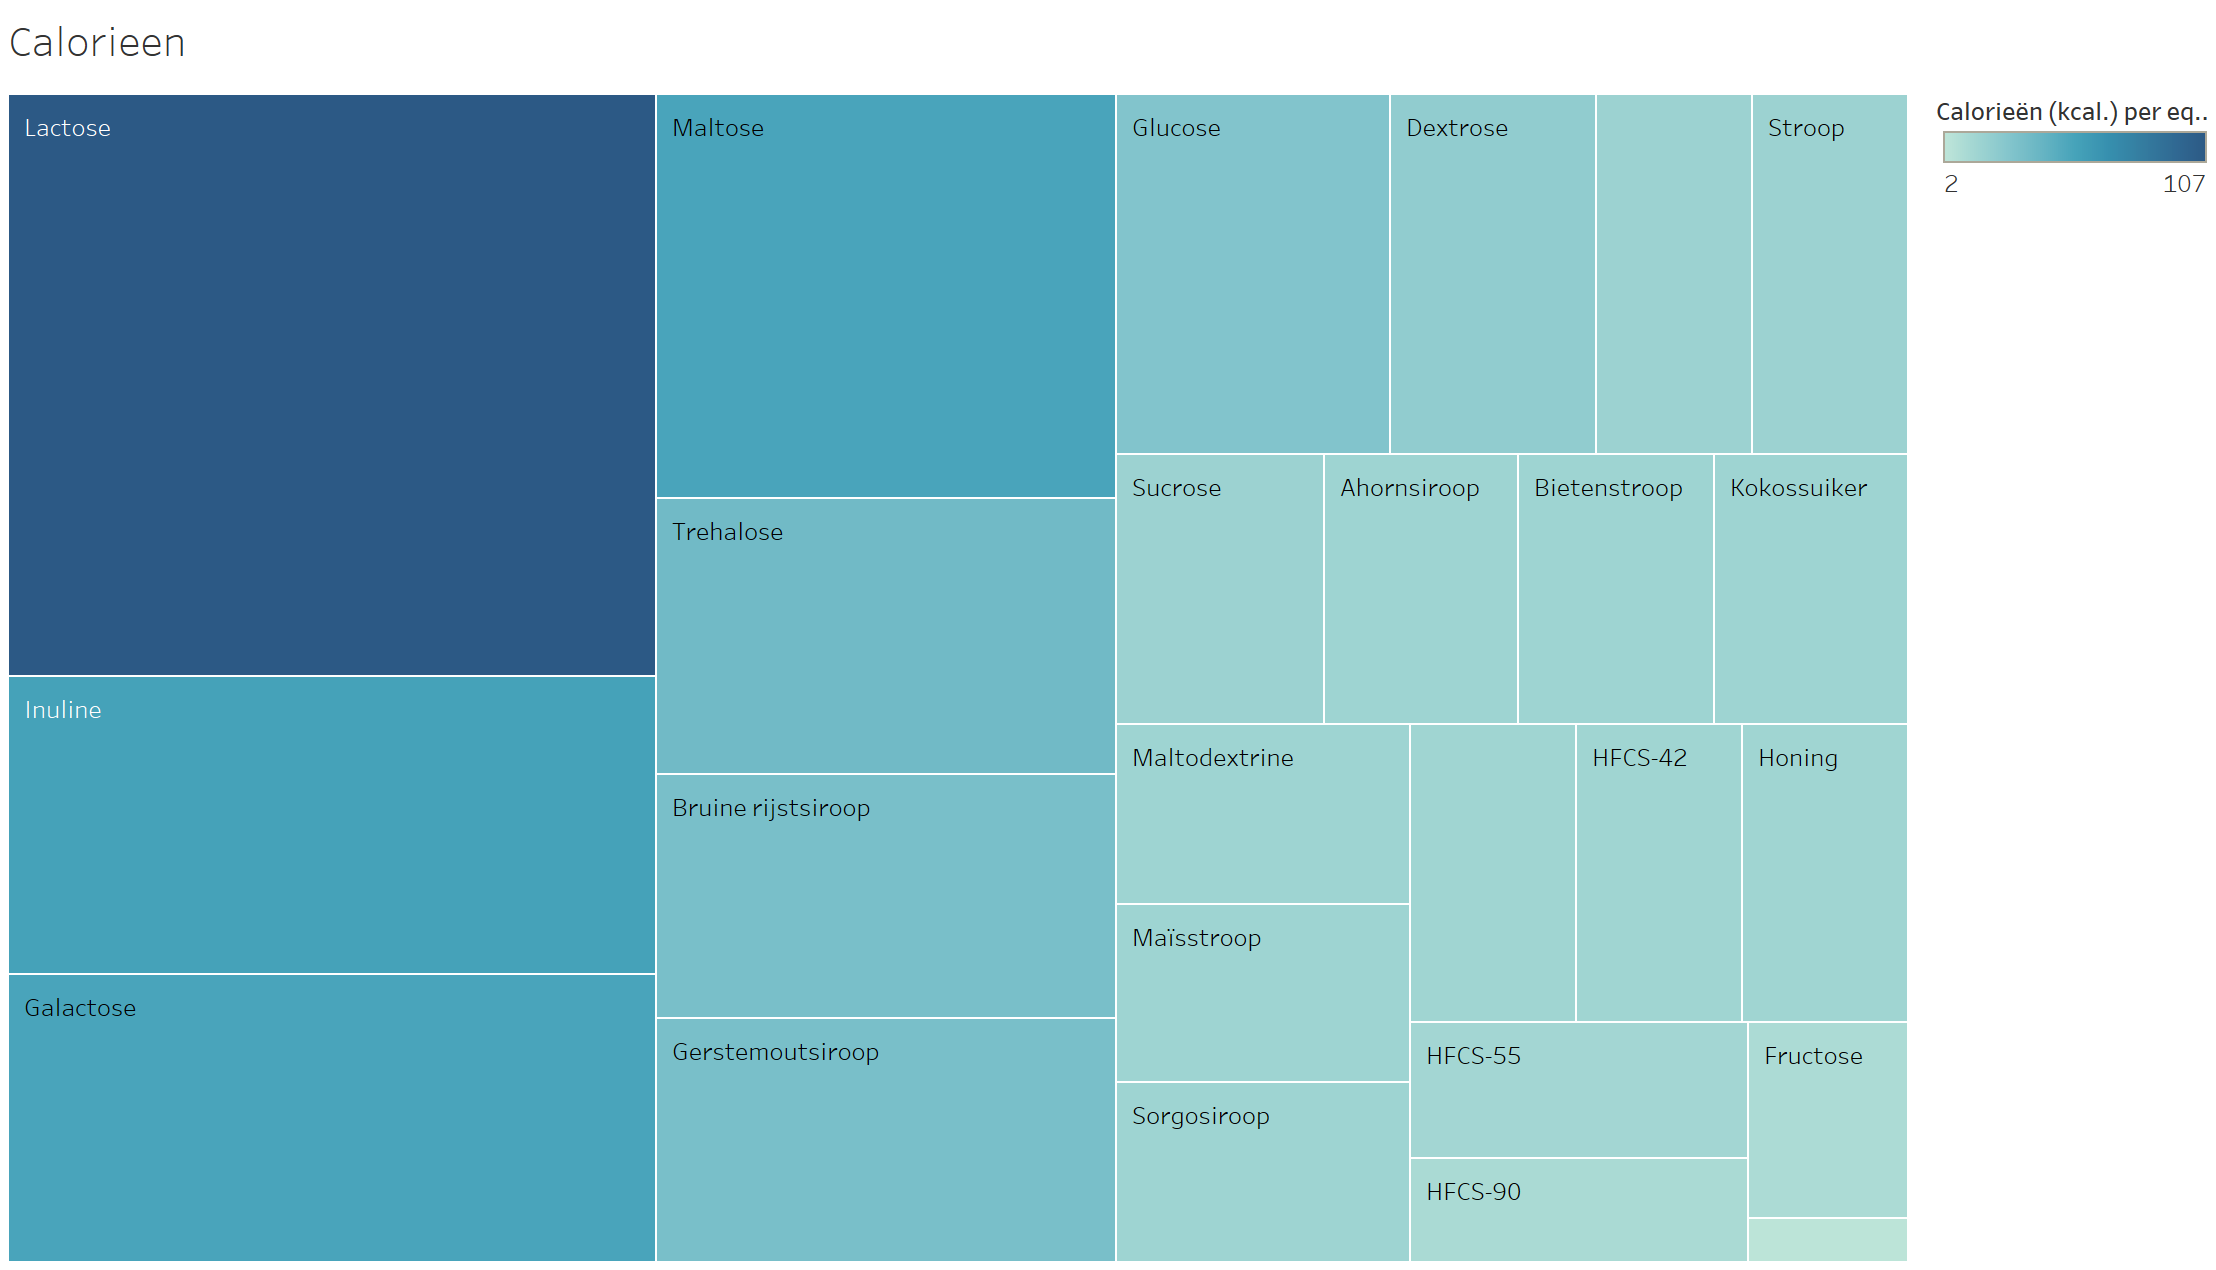 Calorieen
Lactose
Maltose
Glucose
Dextrose
Stroop
Calorieën (kcal.) per eq..
2
107
Sucrose
Ahornsiroop
Bietenstroop
Kokossuiker
Trehalose
Inuline
Maltodextrine
HFCS-42
Honing
Bruine rijstsiroop
Maïsstroop
Galactose
Gerstemoutsiroop
HFCS-55
Fructose
Sorgosiroop
HFCS-90